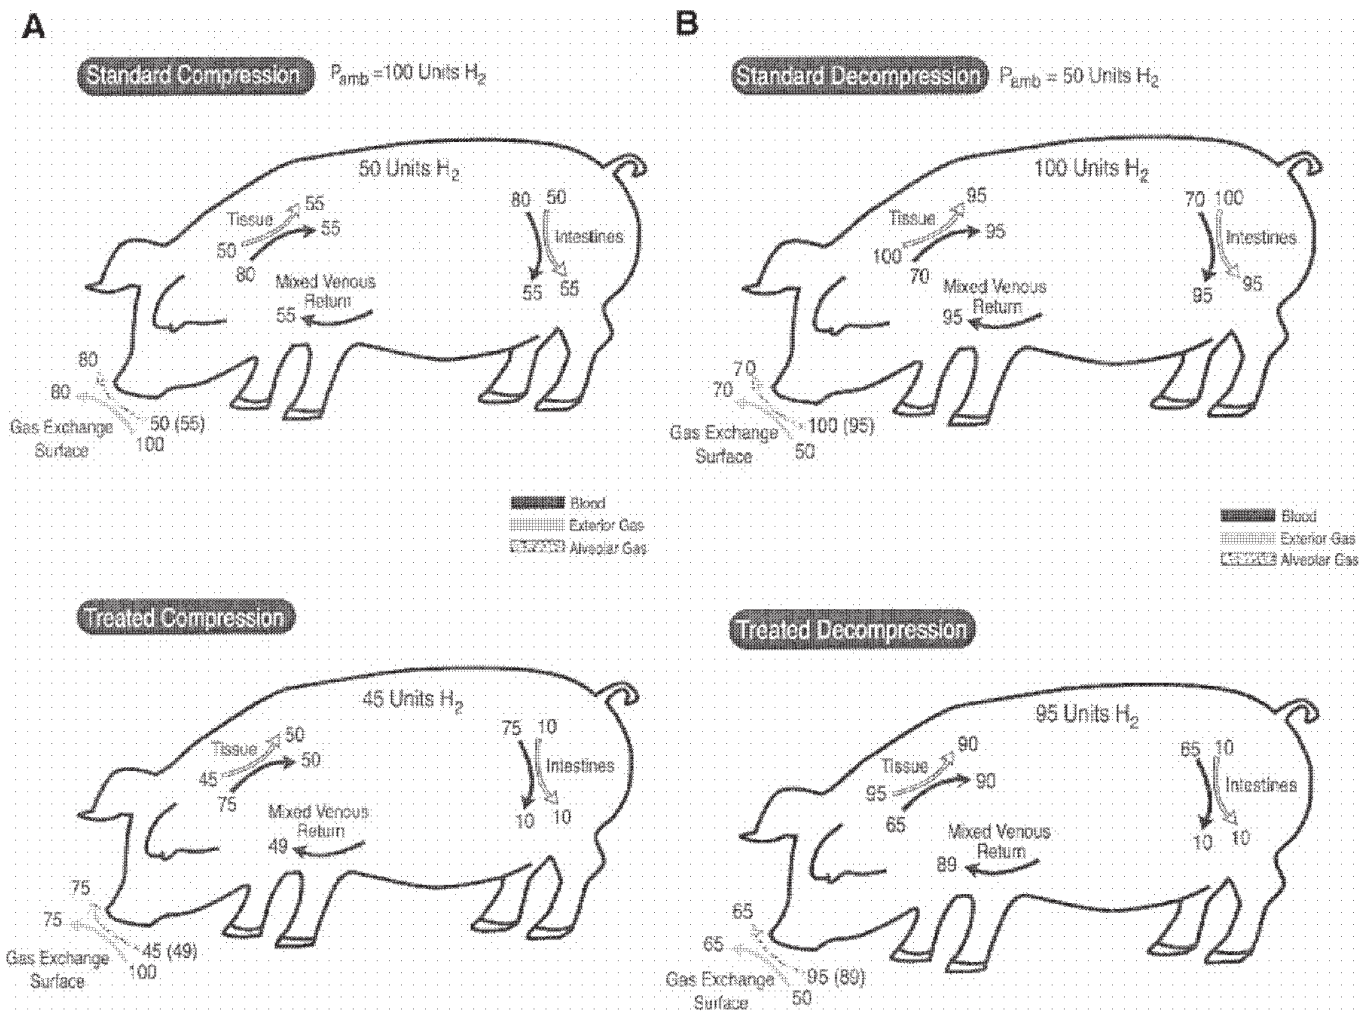 A
Standard Compression P_amb =100 Units H₂
50 Units H₂
55
Tissue
50
55
80
80 50
Intestines
55 55
Mixed Venous
Return
55
80
80
50 (55)
100
Gas Exchange
Surface
Blood
Exterior Gas
Alveolar Gas
Treated Compression
45 Units H₂
50
Tissue
45
50
75
75 10
Intestines
10 10
Mixed Venous
Return
49
75
75
45 (49)
100
Gas Exchange
Surface
B
Standard Decompression P_amb = 50 Units H₂
100 Units H₂
95
Tissue
100
95
70
70 100
Intestines
95 95
Mixed Venous
Return
95
70
70
100 (95)
50
Gas Exchange
Surface
Blood
Exterior Gas
Alveolar Gas
Treated Decompression
95 Units H₂
90
Tissue
95
90
65
65 10
Intestines
10 10
Mixed Venous
Return
89
65
65
95 (89)
50
Gas Exchange
Surface